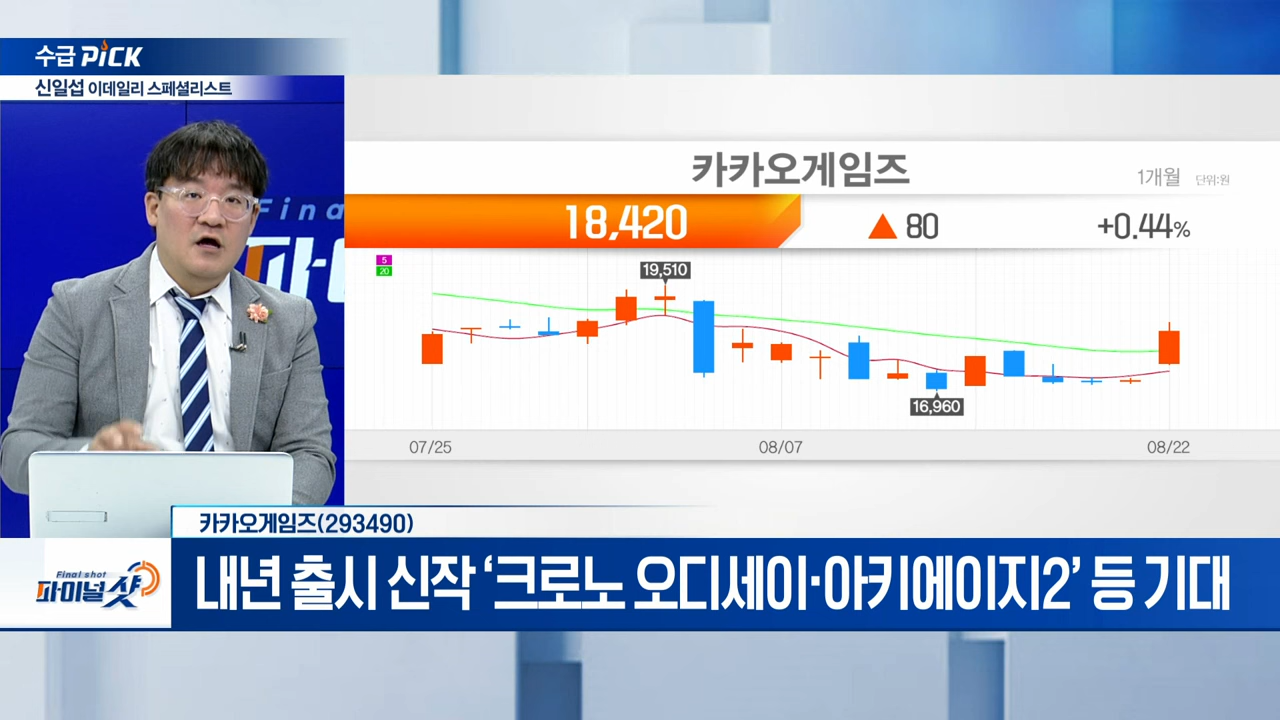 수급 PICK
신일섭 이데일리 스페셜리스트
Fina
파이
카카오게임즈
1개월 단위:원
18,420
▲ 80
+0.44%
5
20
19,510
16,960
07/25
08/07
08/22
카카오게임즈(293490)
Final shot
파이널샷
내년 출시 신작 ‘크로노 오디세이·아키에이지2’ 등 기대